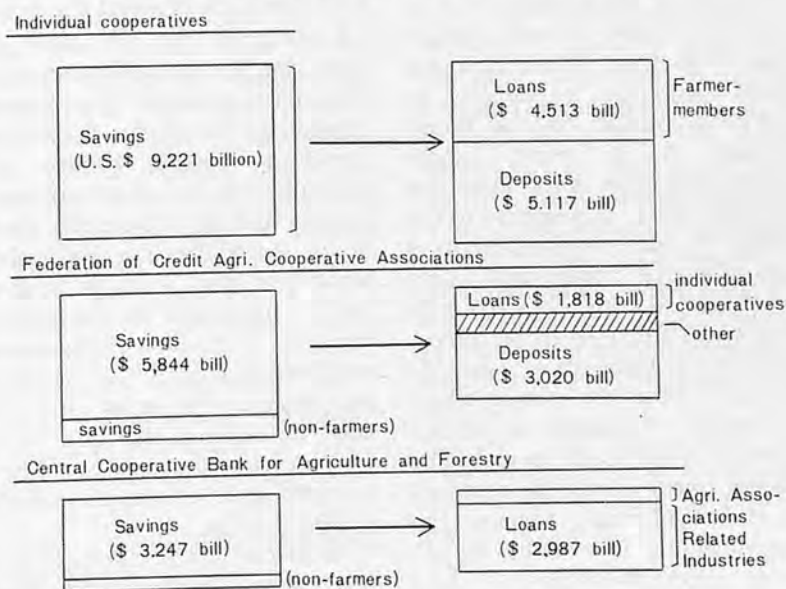 Individual cooperatives
Savings
(U.S.$ 9,221 billion)
Loans
($ 4,513 bill)
Farmer-
members
Deposits
($ 5.117 bill)
Federation of Credit Agri. Cooperative Associations
Savings
($ 5,844 bill)
savings
(non-farmers)
Loans ($ 1,818 bill)
individual
cooperatives
other
Deposits
($ 3,020 bill)
Central Cooperative Bank for Agriculture and Forestry
Savings
($ 3.247 bill)
(non-farmers)
Loans
($ 2,987 bill)
Agri. Asso-
ciations
Related
Industries